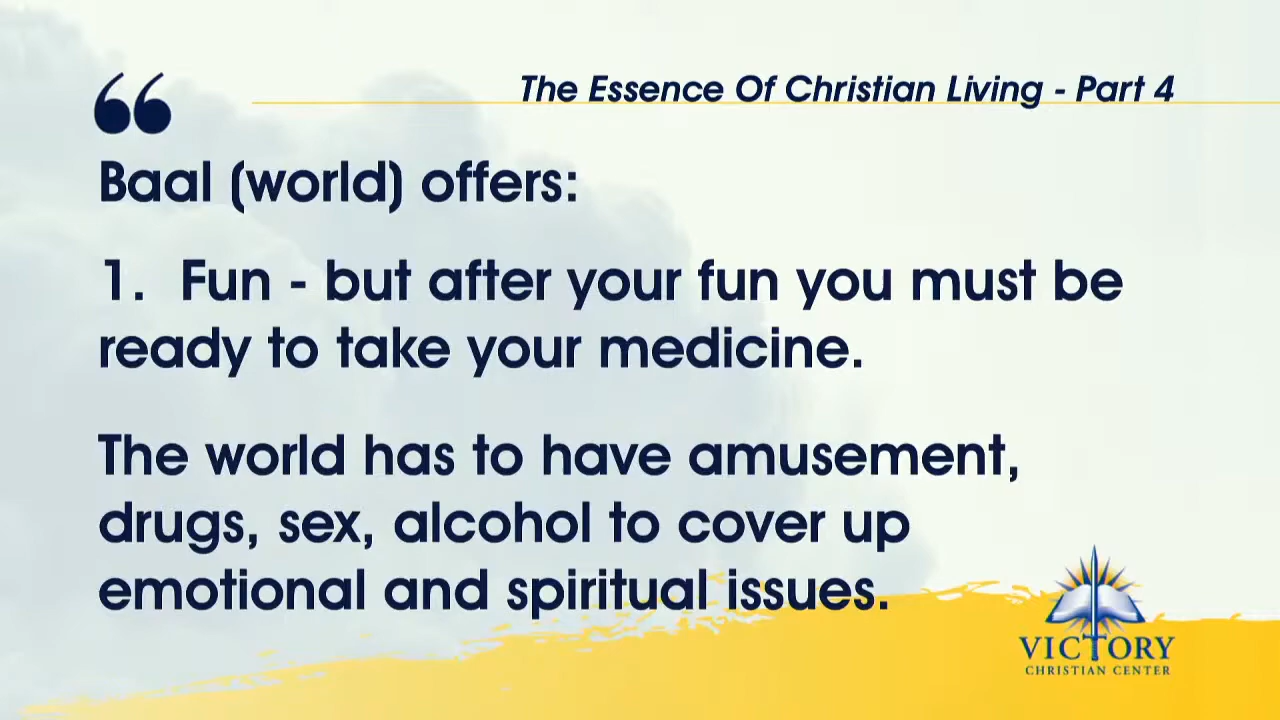 The Essence Of Christian Living - Part 4
Baal (world) offers:
1. Fun - but after your fun you must be
ready to take your medicine.
The world has to have amusement,
drugs, sex, alcohol to cover up
emotional and spiritual issues.
VICTORY
CHRISTIAN CENTER